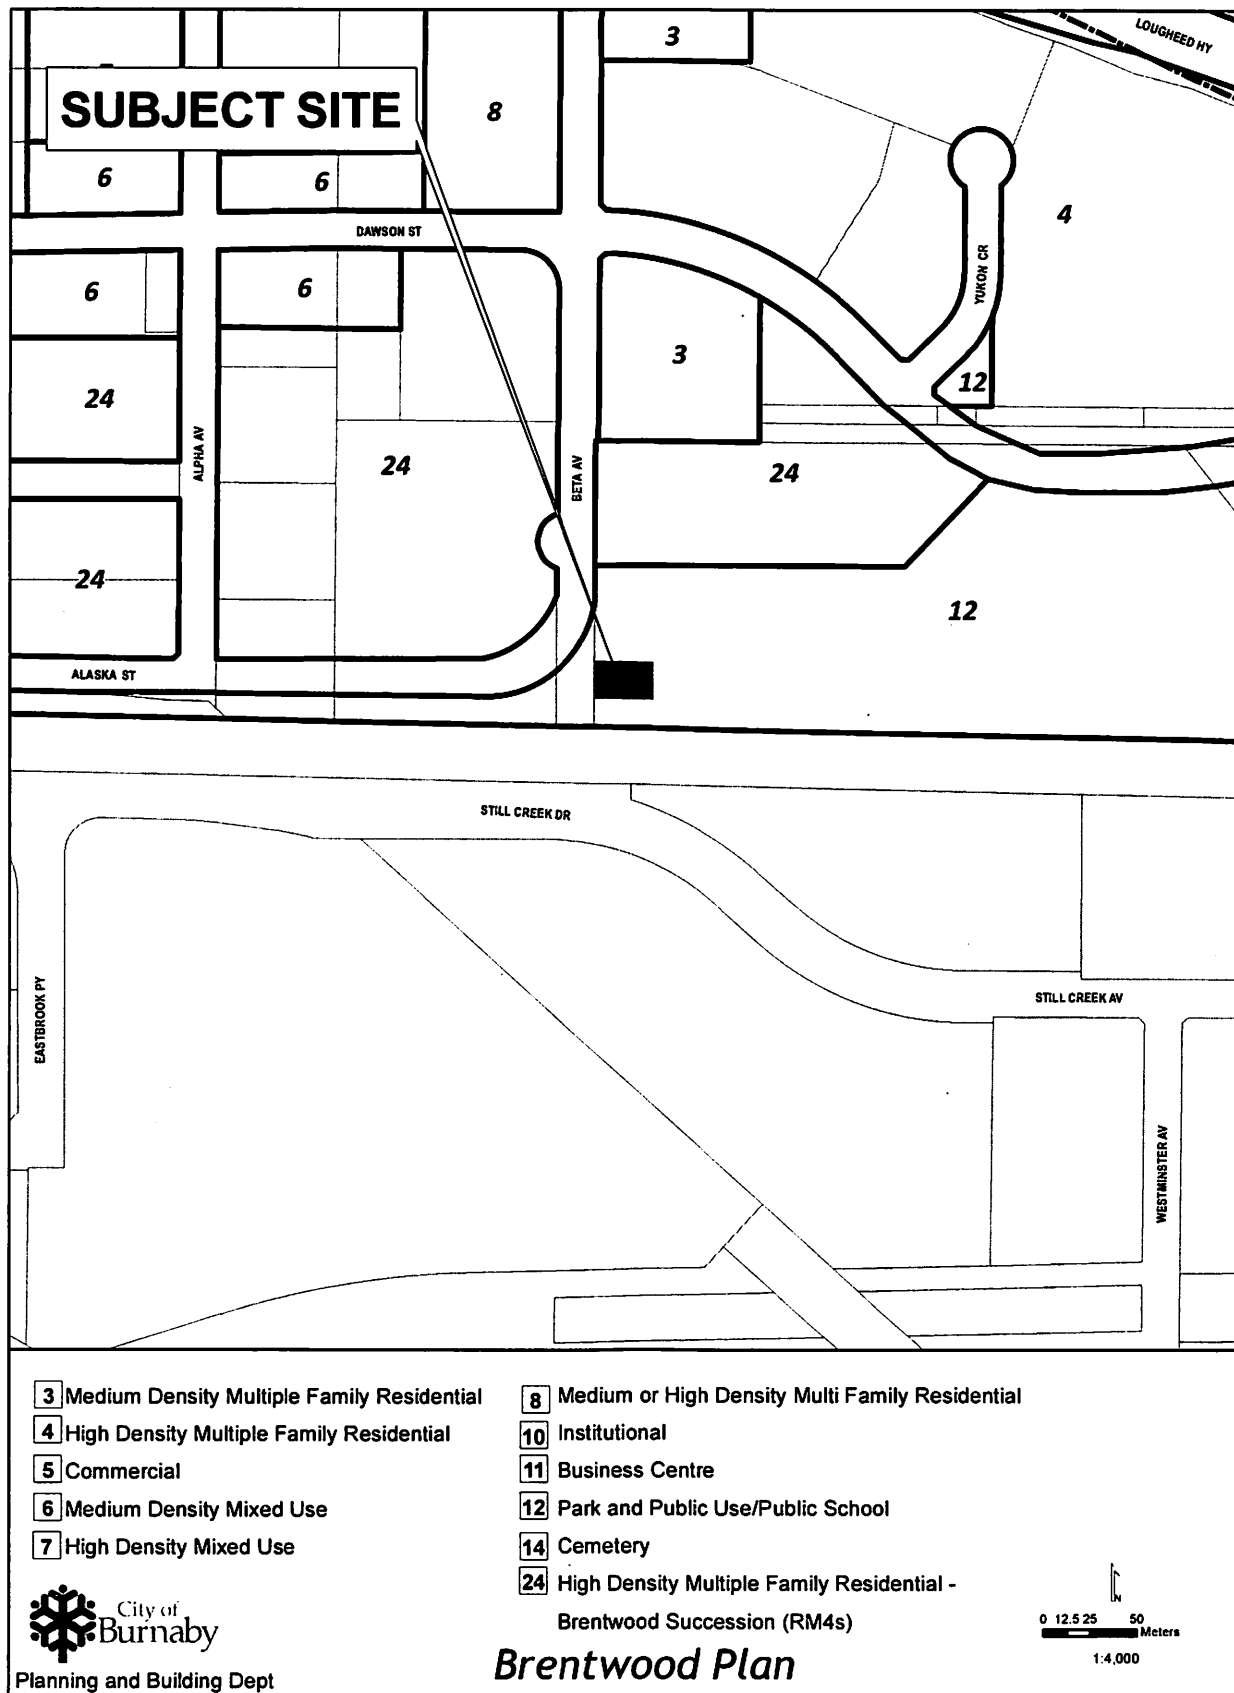 LOUGHEED HY
3
SUBJECT SITE
8
6
6
4
DAWSON ST
YUKON CR
6
6
3
12
24
ALPHA AV
24
BETA AV
24
24
12
ALASKA ST
STILL CREEK DR
EASTBROOK PY
STILL CREEK AV
WESTMINSTER AV
3 Medium Density Multiple Family Residential
4 High Density Multiple Family Residential
5 Commercial
6 Medium Density Mixed Use
7 High Density Mixed Use
8 Medium or High Density Multi Family Residential
10 Institutional
11 Business Centre
12 Park and Public Use/Public School
14 Cemetery
24 High Density Multiple Family Residential -
Brentwood Succession (RM4s)
City of
Burnaby
Planning and Building Dept
Brentwood Plan
N
0 12.5 25 50
Meters
1:4,000